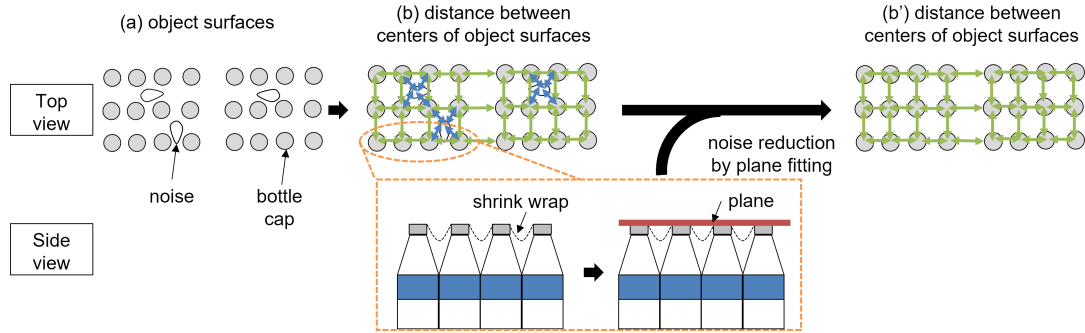 (a) object surfaces
(b) distance between
centers of object surfaces
(b') distance between
centers of object surfaces
Top
view
noise
bottle
cap
noise reduction
by plane fitting
Side
view
shrink wrap
plane